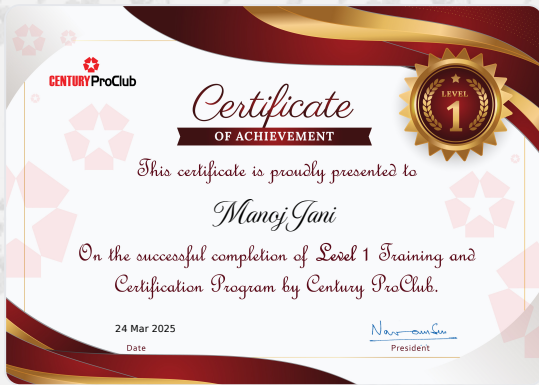 CENTURY ProClub
LEVEL
1
Certificate
OF ACHIEVEMENT
This certificate is proudly presented to
Manoj Jani
On the successful completion of Level 1 Training and
Certification Program by Century ProClub.
24 Mar 2025
Date
President